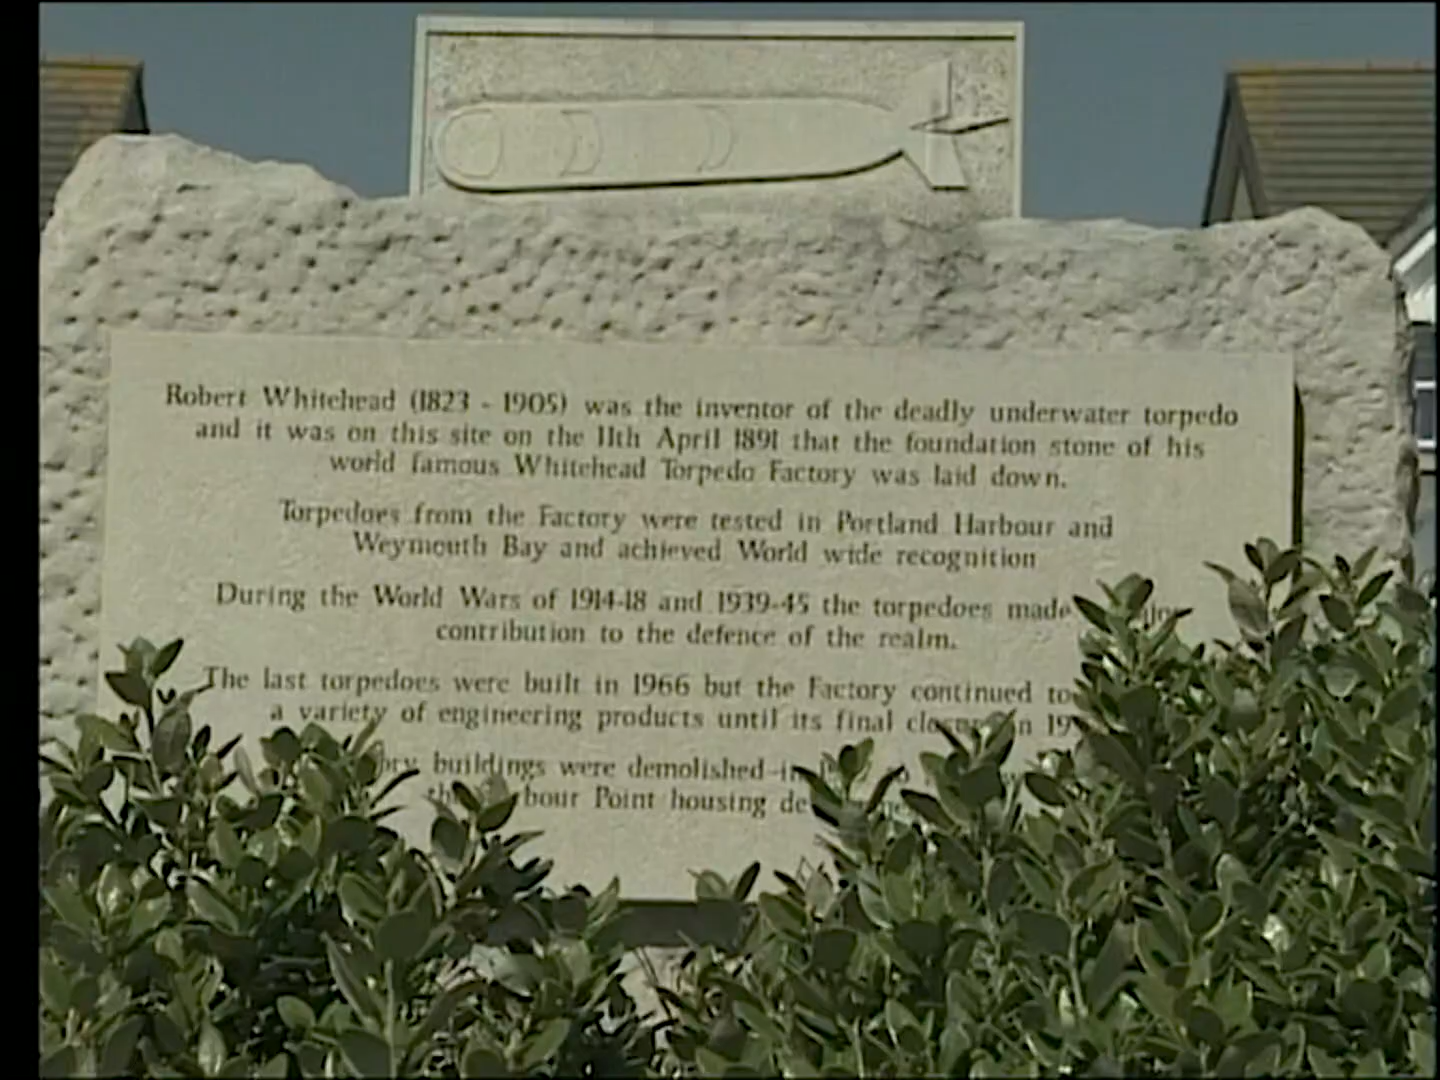 Robert Whitehead (1823 - 1905) was the inventor of the deadly underwater torpedo
and it was on this site on the 11th April 1891 that the foundation stone of his
world famous Whitehead Torpedo Factory was laid down.
Torpedoes from the Factory were tested in Portland Harbour and
Weymouth Bay and achieved World wide recognition
During the World Wars of 1914-18 and 1939-45 the torpedoes made
contribution to the defence of the realm.
The last torpedoes were built in 1966 but the Factory continued to
a variety of engineering products until its final closure in
buildings were demolished in
Point housing